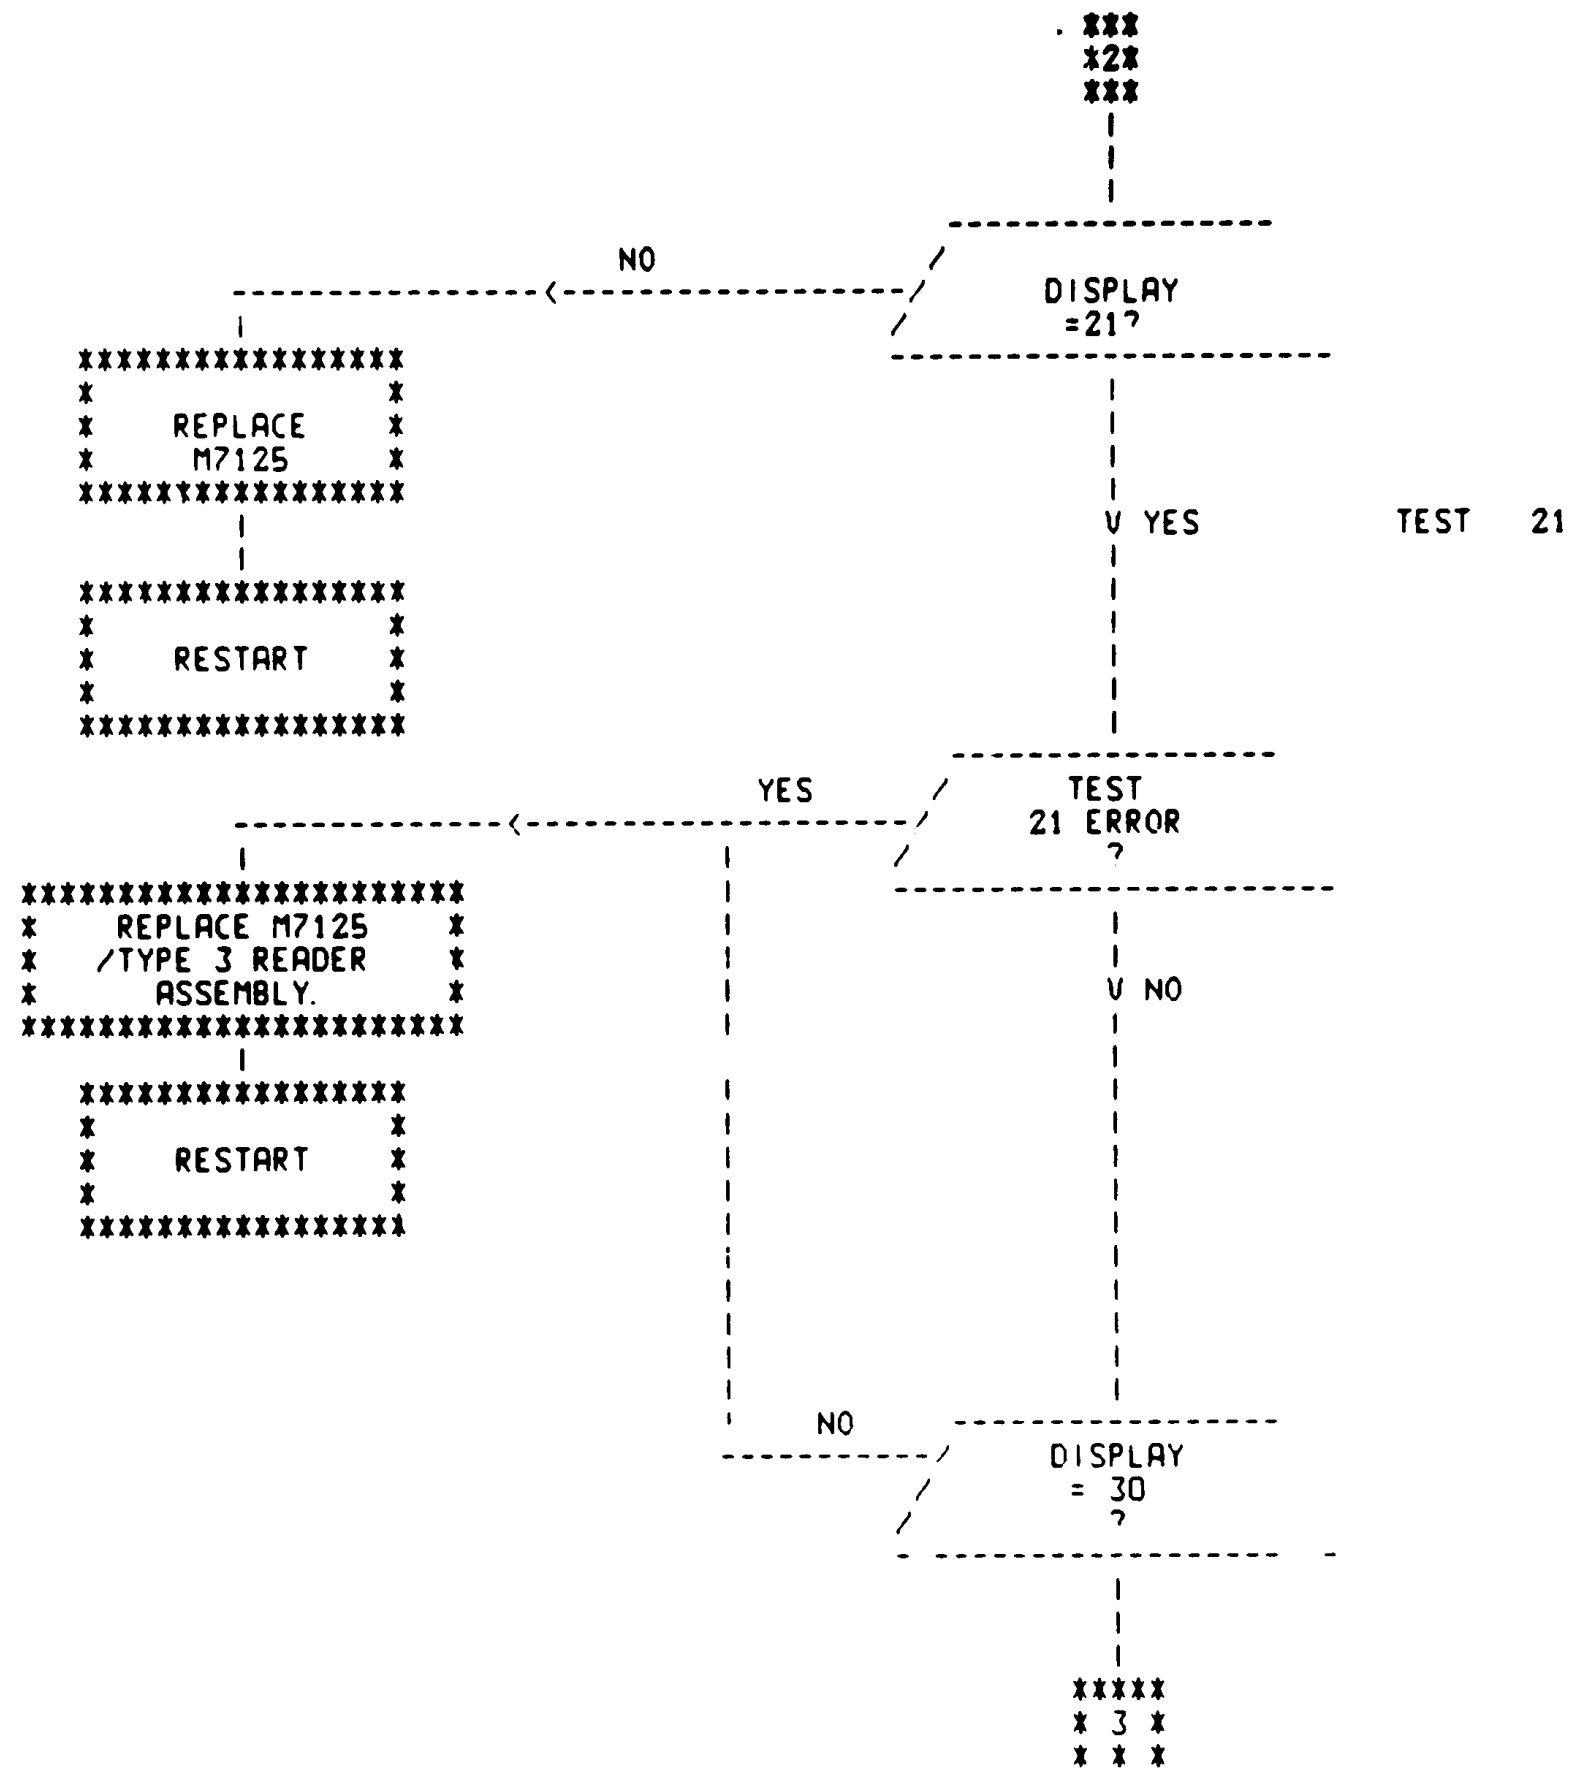 2
NO
DISPLAY
=21?
REPLACE
M7125
YES TEST 21
RESTART
YES
TEST
21 ERROR
?
REPLACE M7125
/TYPE 3 READER
ASSEMBLY.
NO
RESTART
NO
DISPLAY
= 30
?
3